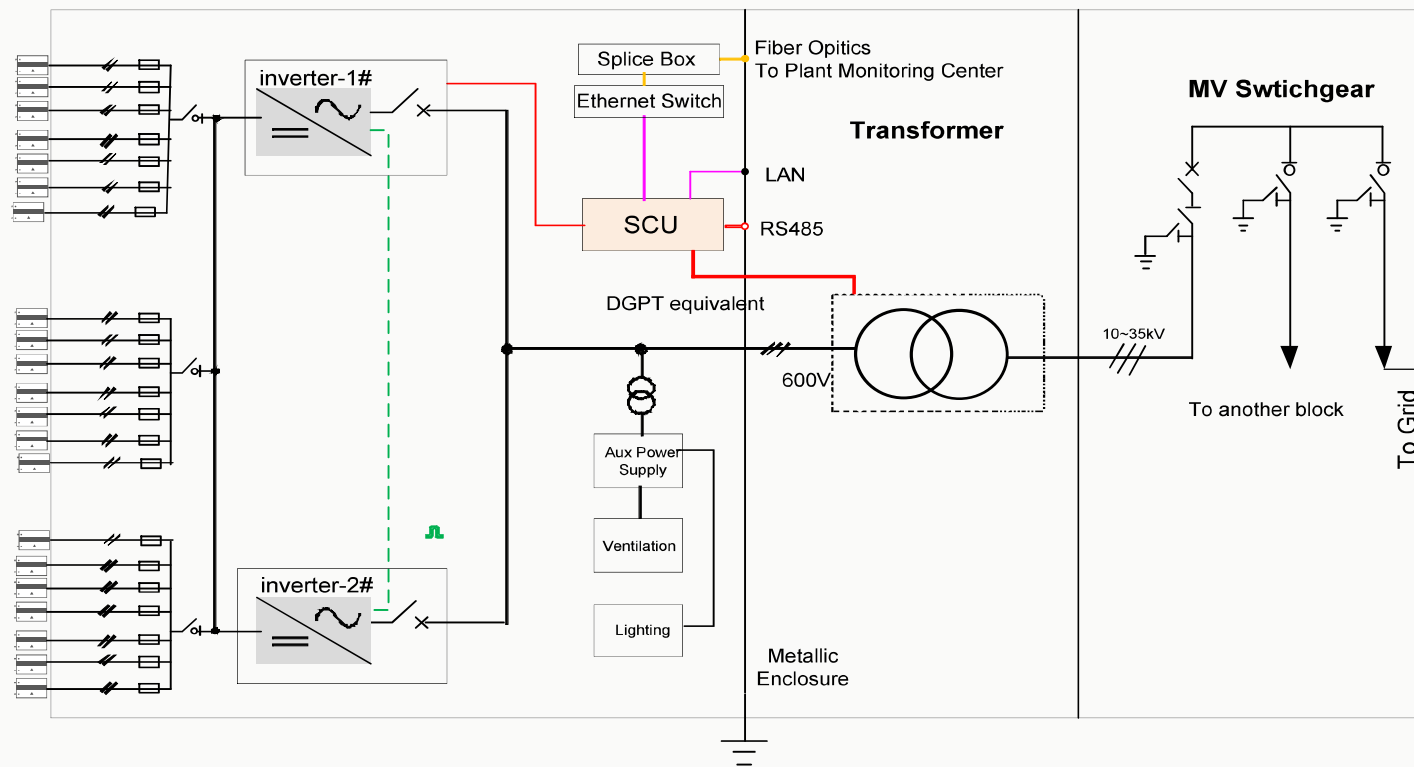 inverter-1#
Splice Box
Ethernet Switch
Fiber Opitics
To Plant Monitoring Center
Transformer
MV Swtichgear
LAN
SCU
RS485
DGPT equivalent
600V
10~35kV
To another block
To Grid
Aux Power
Supply
Ventilation
inverter-2#
Lighting
Metallic
Enclosure